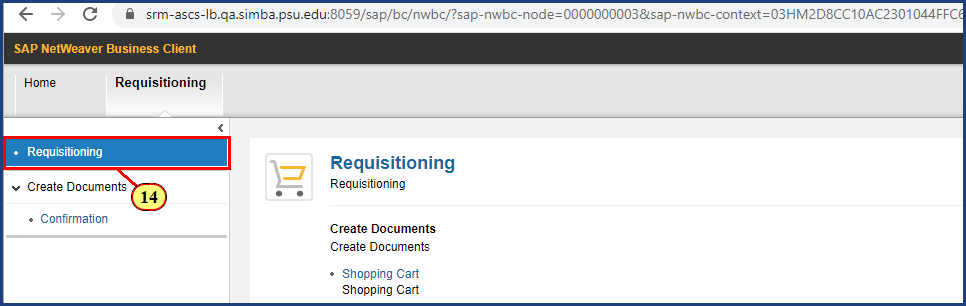 srm-ascs-lb.qa.simba.psu.edu:8059/sap/bc/nwbc/?sap-nwbc-node=0000000003&sap-nwbc-context=03HM2D8CC10AC2301044FFC6
SAP NetWeaver Business Client
Home
Requisitioning
Requisitioning
Create Documents
14
Confirmation
Requisitioning
Requisitioning
Create Documents
Create Documents
Shopping Cart
Shopping Cart